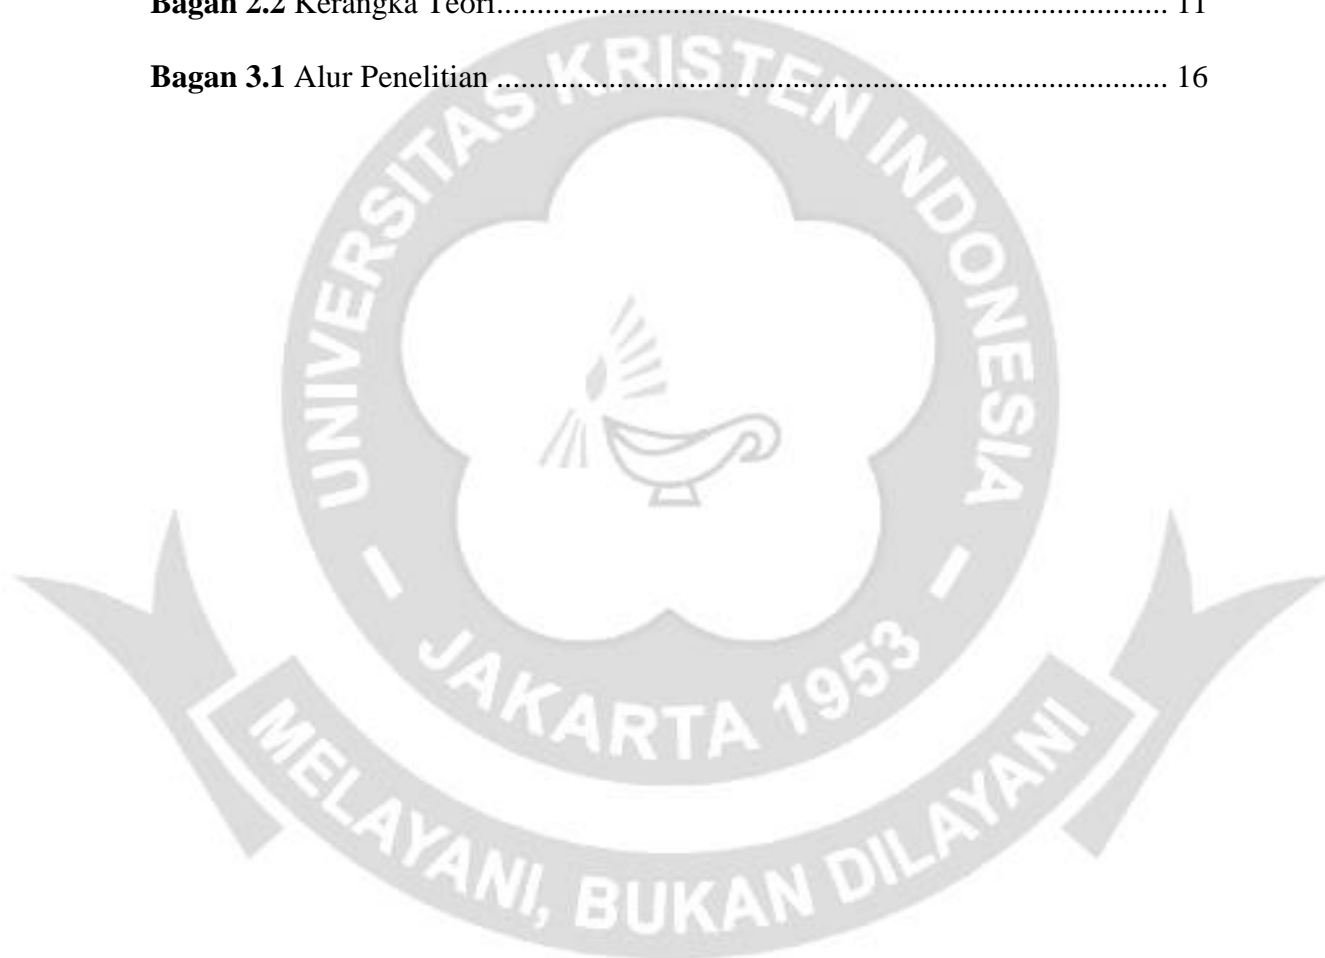 Bagan 2.2 Kerangka Teori.................................................................................... 11
Bagan 3.1 Alur Penelitian .................................................................................... 16
UNIVERSITAS KRISTEN INDONESIA
- JAKARTA 1953 -
MELAYANI, BUKAN DILAYANI